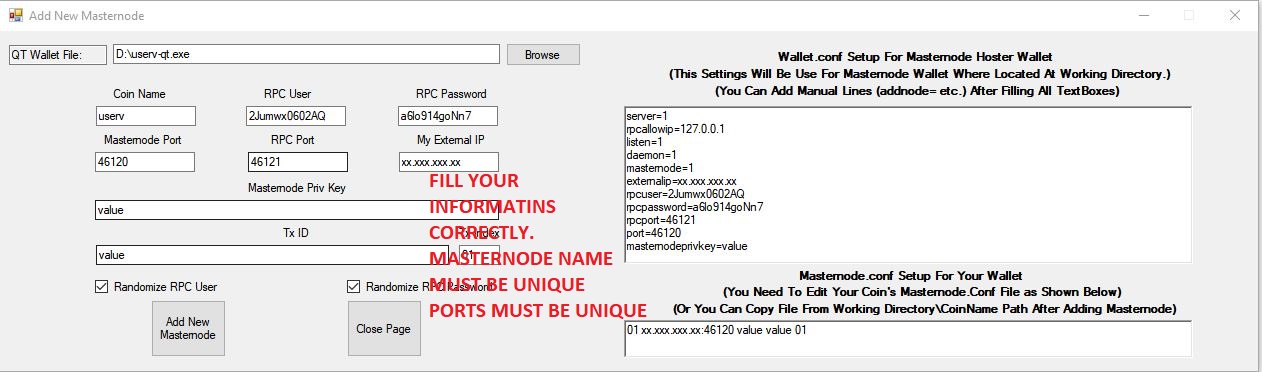 Add New Masternode
QT Wallet File:
D:\userv-qt.exe
Browse
Coin Name
RPC User
RPC Password
userv
2Jumwx0602AQ
a6lo914goNn7
Masternode Port
RPC Port
My External IP
46120
46121
xx.xxx.xxx.xx
Masternode Priv Key
value
Tx ID
Tx Index
value
01
Randomize RPC User
Randomize RPC Password
Add New
Masternode
Close Page
FILL YOUR
INFORMATINS
CORRECTLY.
MASTERNODE NAME
MUST BE UNIQUE
PORTS MUST BE UNIQUE
Wallet.conf Setup For Masternode Hoster Wallet
(This Settings Will Be Use For Masternode Wallet Where Located At Working Directory.)
(You Can Add Manual Lines (addnode= etc.) After Filling All TextBoxes)
server=1
rpcallowip=127.0.0.1
listen=1
daemon=1
masternode=1
externalip=xx.xxx.xxx.xx
rpcuser=2Jumwx0602AQ
rpcpassword=a6lo914goNn7
rpcport=46121
port=46120
masternodeprivkey=value
Masternode.conf Setup For Your Wallet
(You Need To Edit Your Coin's Masternode.Conf File as Shown Below)
(Or You Can Copy File From Working Directory\CoinName Path After Adding Masternode)
01 xx.xxx.xxx.xx:46120 value value 01